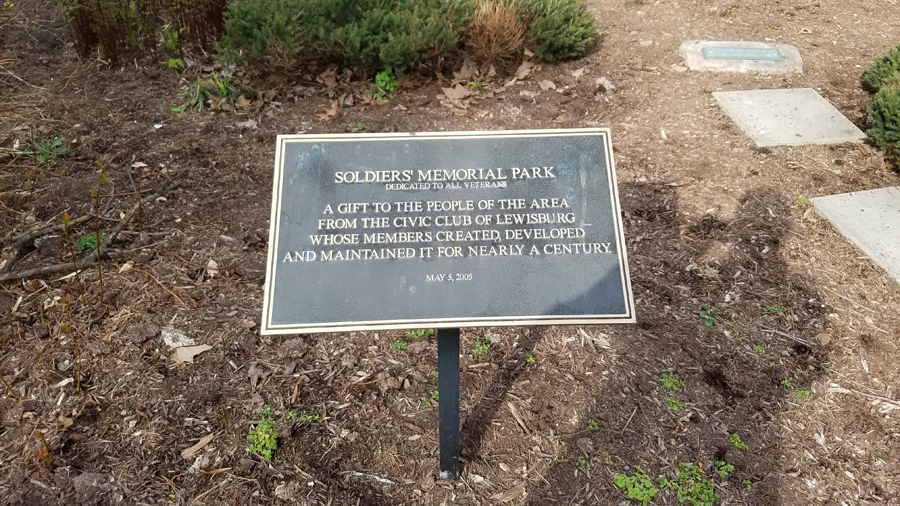 SOLDIERS' MEMORIAL PARK
DEDICATED TO ALL VETERANS
A GIFT TO THE PEOPLE OF THE AREA
FROM THE CIVIC CLUB OF LEWISBURG
WHOSE MEMBERS CREATED, DEVELOPED
AND MAINTAINED IT FOR NEARLY A CENTURY.
MAY 5, 2005